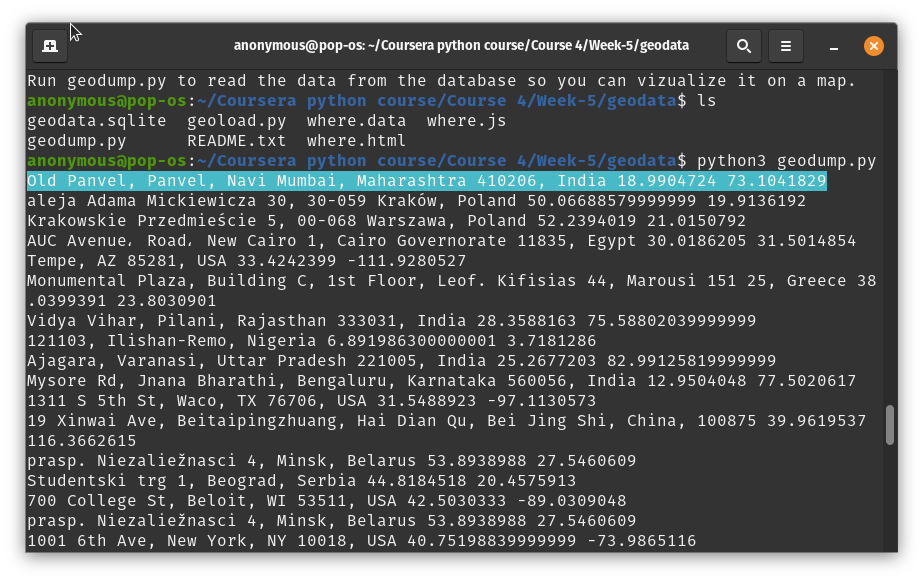 anonymous@pop-os: ~/Coursera python course/Course 4/Week-5/geodata
Run geodump.py to read the data from the database so you can vizualize it on a map.
anonymous@pop-os:~/Coursera python course/Course 4/Week-5/geodata$ ls
geodata.sqlite  geoload.py  where.data  where.js
geodump.py      README.txt  where.html
anonymous@pop-os:~/Coursera python course/Course 4/Week-5/geodata$ python3 geodump.py
Old Panvel, Panvel, Navi Mumbai, Maharashtra 410206, India 18.9904724 73.1041829
aleja Adama Mickiewicza 30, 30-059 Kraków, Poland 50.06688579999999 19.9136192
Krakowskie Przedmieście 5, 00-068 Warszawa, Poland 52.2394019 21.0150792
AUC Avenue، Road، New Cairo 1, Cairo Governorate 11835, Egypt 30.0186205 31.5014854
Tempe, AZ 85281, USA 33.4242399 -111.9280527
Monumental Plaza, Building C, 1st Floor, Leof. Kifisias 44, Marousi 151 25, Greece 38
.0399391 23.8030901
Vidya Vihar, Pilani, Rajasthan 333031, India 28.3588163 75.58802039999999
121103, Ilishan-Remo, Nigeria 6.891986300000001 3.7181286
Ajagara, Varanasi, Uttar Pradesh 221005, India 25.2677203 82.99125819999999
Mysore Rd, Jnana Bharathi, Bengaluru, Karnataka 560056, India 12.9504048 77.5020617
1311 S 5th St, Waco, TX 76706, USA 31.5488923 -97.1130573
19 Xinwai Ave, Beitaipingzhuang, Hai Dian Qu, Bei Jing Shi, China, 100875 39.9619537
116.3662615
prasp. Niezaliežnasci 4, Minsk, Belarus 53.8938988 27.5460609
Studentski trg 1, Beograd, Serbia 44.8184518 20.4575913
700 College St, Beloit, WI 53511, USA 42.5030333 -89.0309048
prasp. Niezaliežnasci 4, Minsk, Belarus 53.8938988 27.5460609
1001 6th Ave, New York, NY 10018, USA 40.75198839999999 -73.9865116